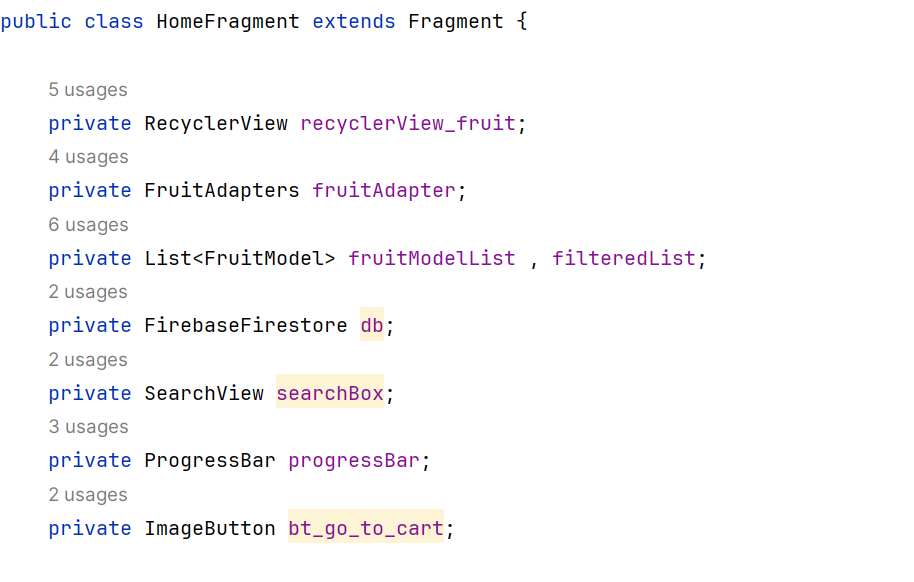 public class HomeFragment extends Fragment {
5 usages
private RecyclerView recyclerView_fruit;
4 usages
private FruitAdapters fruitAdapter;
6 usages
private List<FruitModel> fruitModelList , filteredList;
2 usages
private FirebaseFirestore db;
2 usages
private SearchView searchBox;
3 usages
private ProgressBar progressBar;
2 usages
private ImageButton bt_go_to_cart;